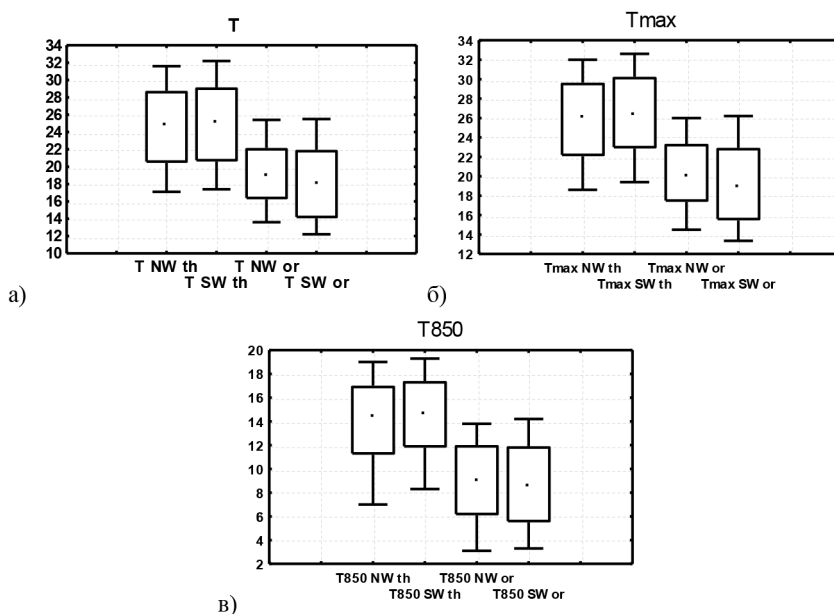 T
34
32
30
28
26
24
22
20
18
16
14
12
10
T NW th T NW or
T SW th T SW or
а)
Tmax
34
32
30
28
26
24
22
20
18
16
14
12
Tmax NW th Tmax NW or
Tmax SW th Tmax SW or
б)
T850
20
18
16
14
12
10
8
6
4
2
T850 NW th T850 NW or
T850 SW th T850 SW or
в)